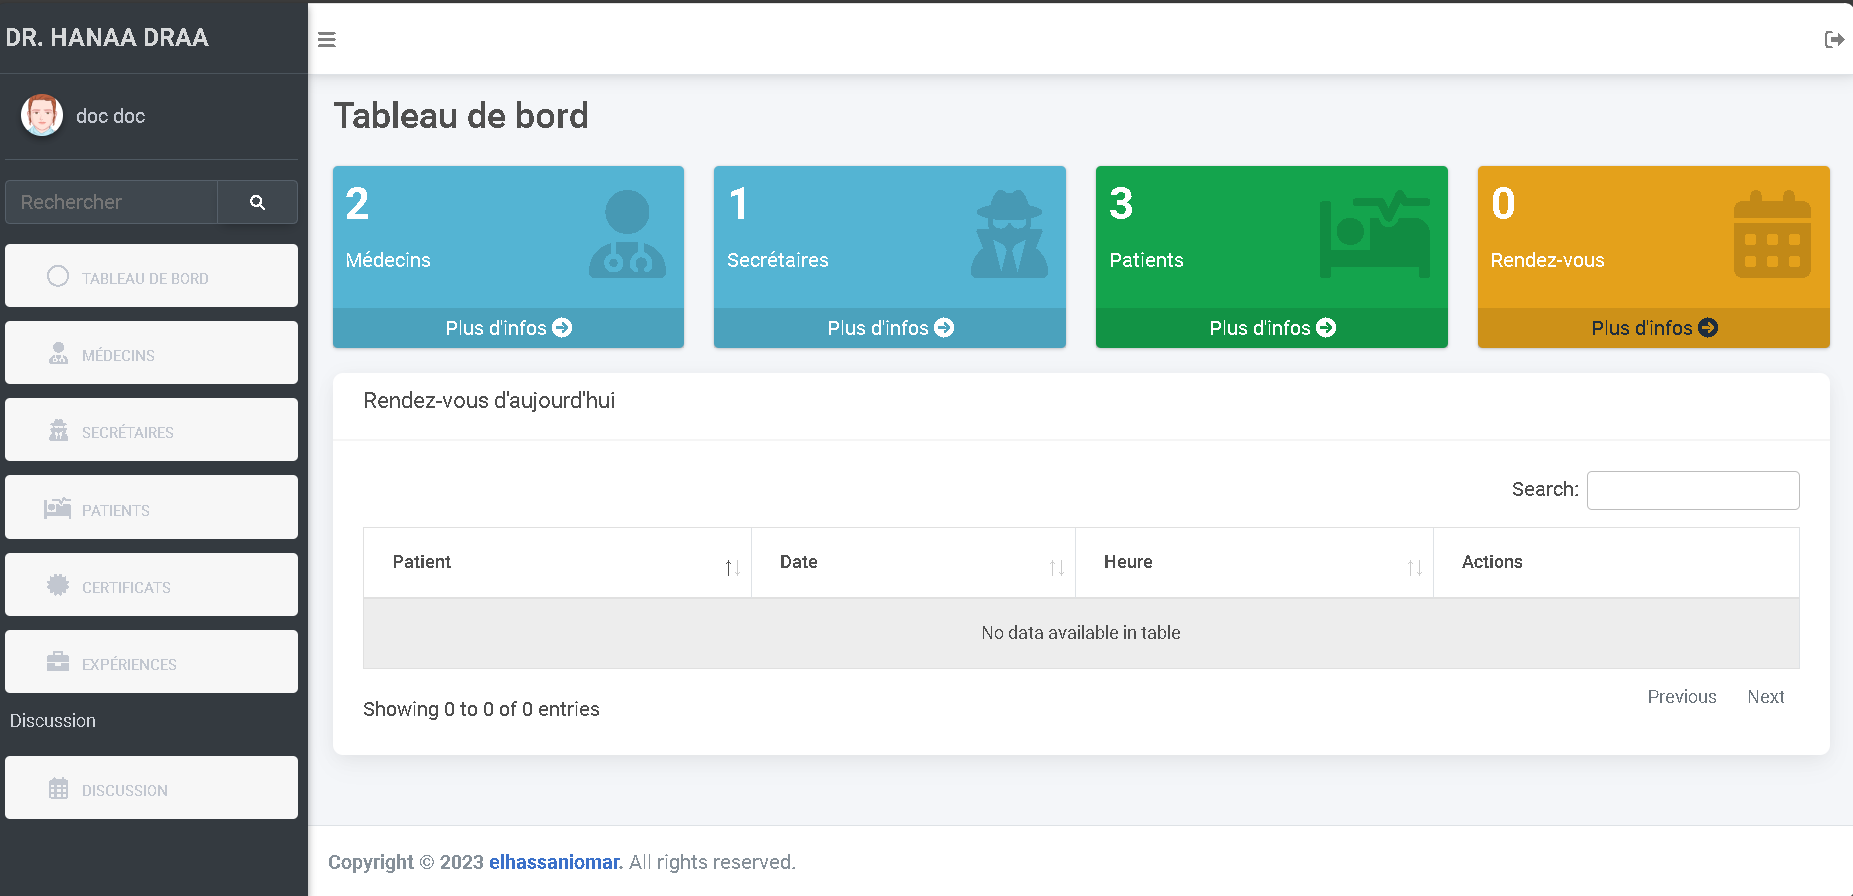 DR. HANAA DRAA
doc doc
Rechercher
TABLEAU DE BORD
MÉDECINS
SECRÉTAIRES
PATIENTS
CERTIFICATS
EXPÉRIENCES
Discussion
DISCUSSION
Tableau de bord
2
Médecins
Plus d'infos
1
Secrétaires
Plus d'infos
3
Patients
Plus d'infos
0
Rendez-vous
Plus d'infos
Rendez-vous d'aujourd'hui
Search:
Patient Date Heure Actions
No data available in table
Showing 0 to 0 of 0 entries
Previous Next
Copyright © 2023 elhassaniomar. All rights reserved.